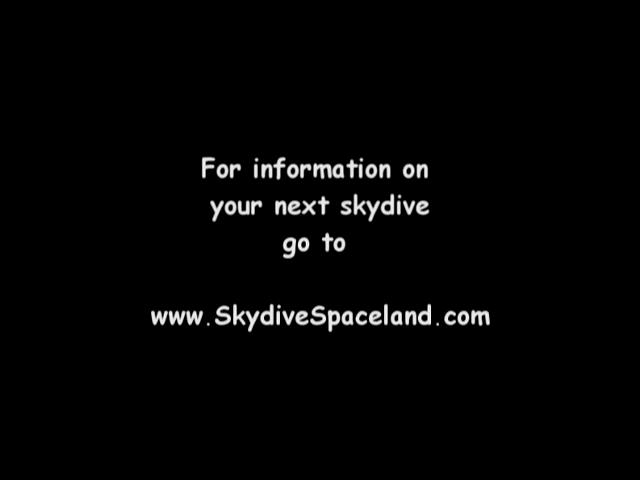 For information on
your next skydive
go to
www.SkydiveSpaceland.com